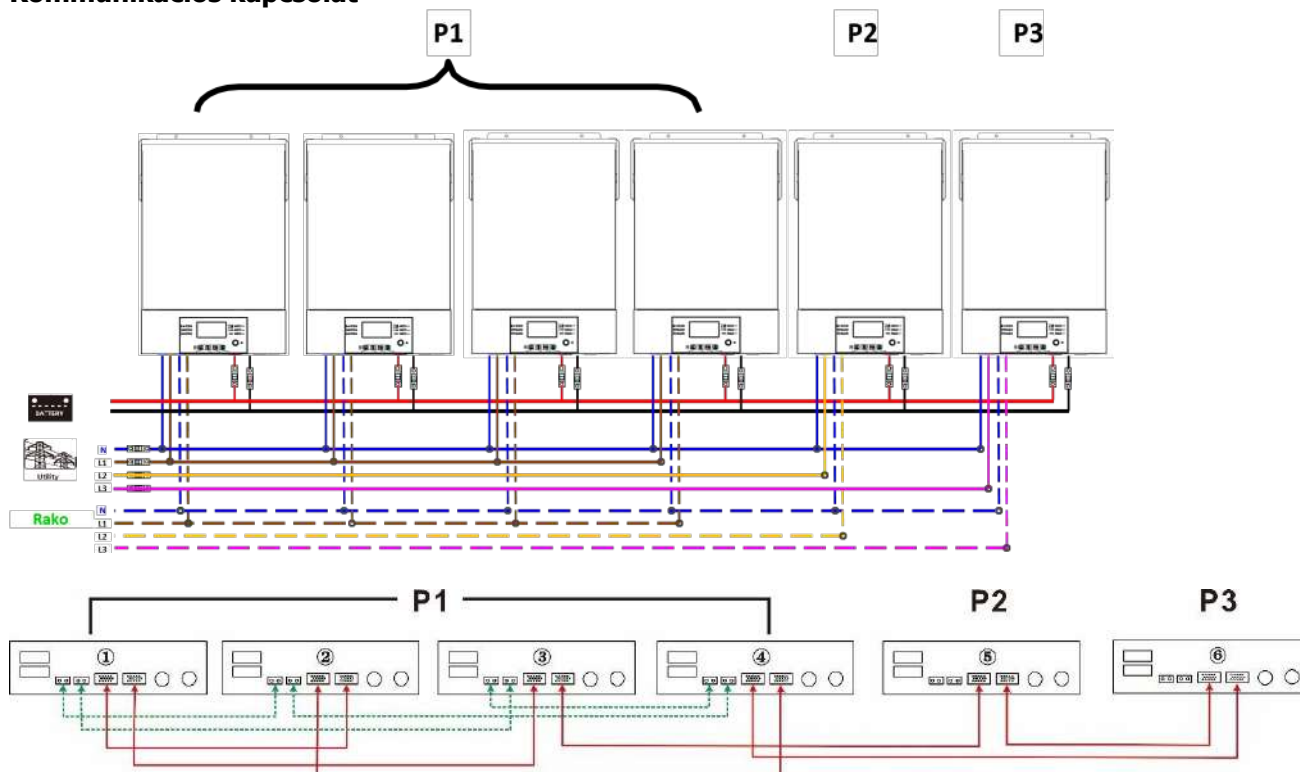 Kommunikációs kapcsolat
P1 P2 P3
BATTERY
Utility
N
L1
L2
L3
Rako
N
L1
L2
L3
P1 P2 P3
① ② ③ ④ ⑤ ⑥